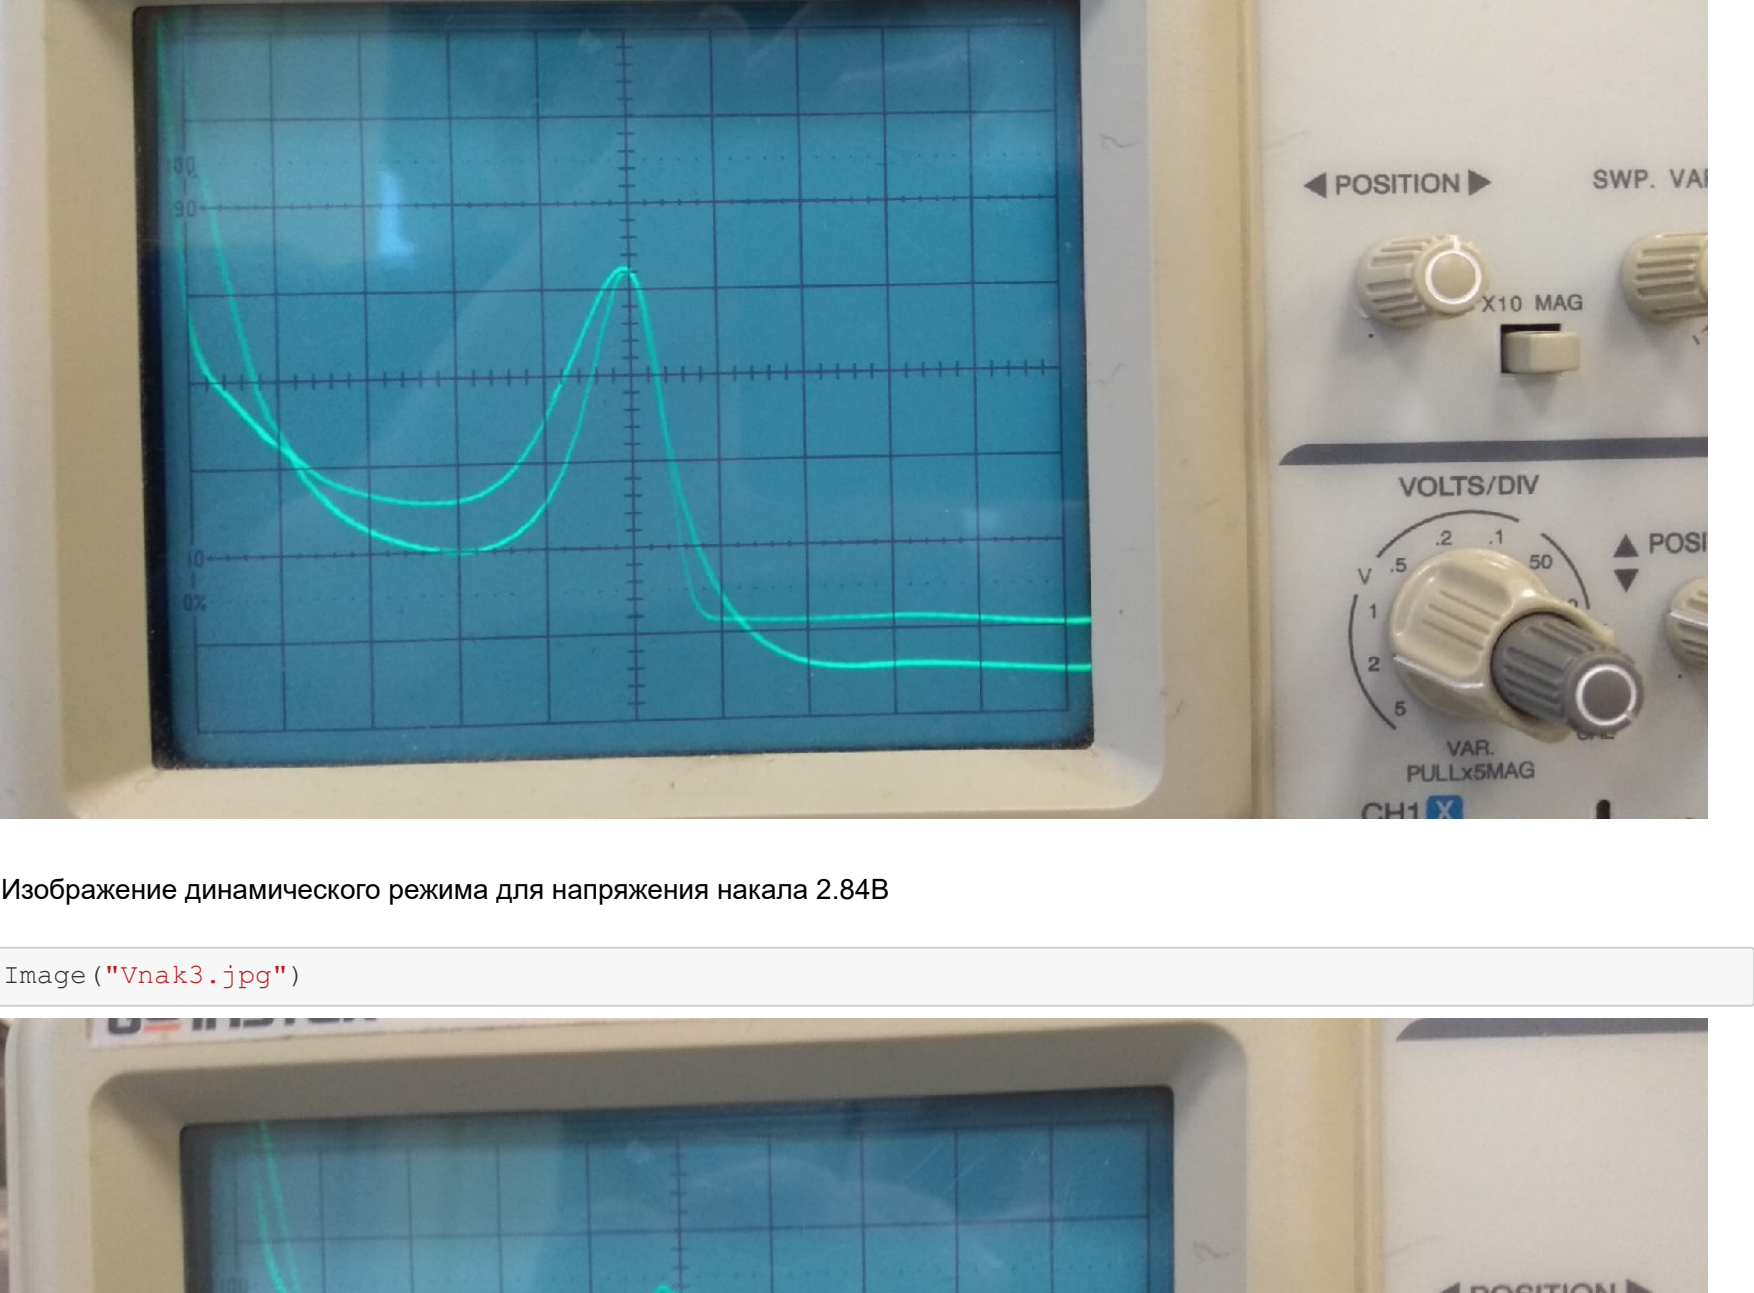 100
90
◀ POSITION ▶
SWP. VAR
X10 MAG
VOLTS/DIV
.2 .1
.5 50
V
1
2
5
10
0%
▲ POSI
▼
VAR.
PULLx5MAG
CH1 X
Изображение динамического режима для напряжения накала 2.84В
Image("Vnak3.jpg")
◀ POSITION ▶